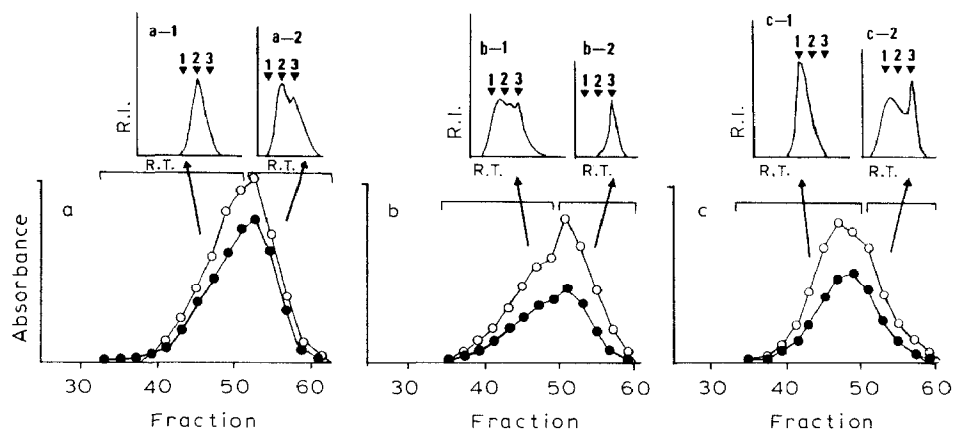 a-1
1 2 3
R.I.
R.T.
a-2
1 2 3
R.T.
b-1
1 2 3
R.I.
R.T.
b-2
1 2 3
R.T.
c-1
1 2 3
R.I.
R.T.
c-2
1 2 3
R.T.
Absorbance
a
30 40 50 60
Fraction
b
40 50 60
Fraction
c
30 40 50 60
Fraction